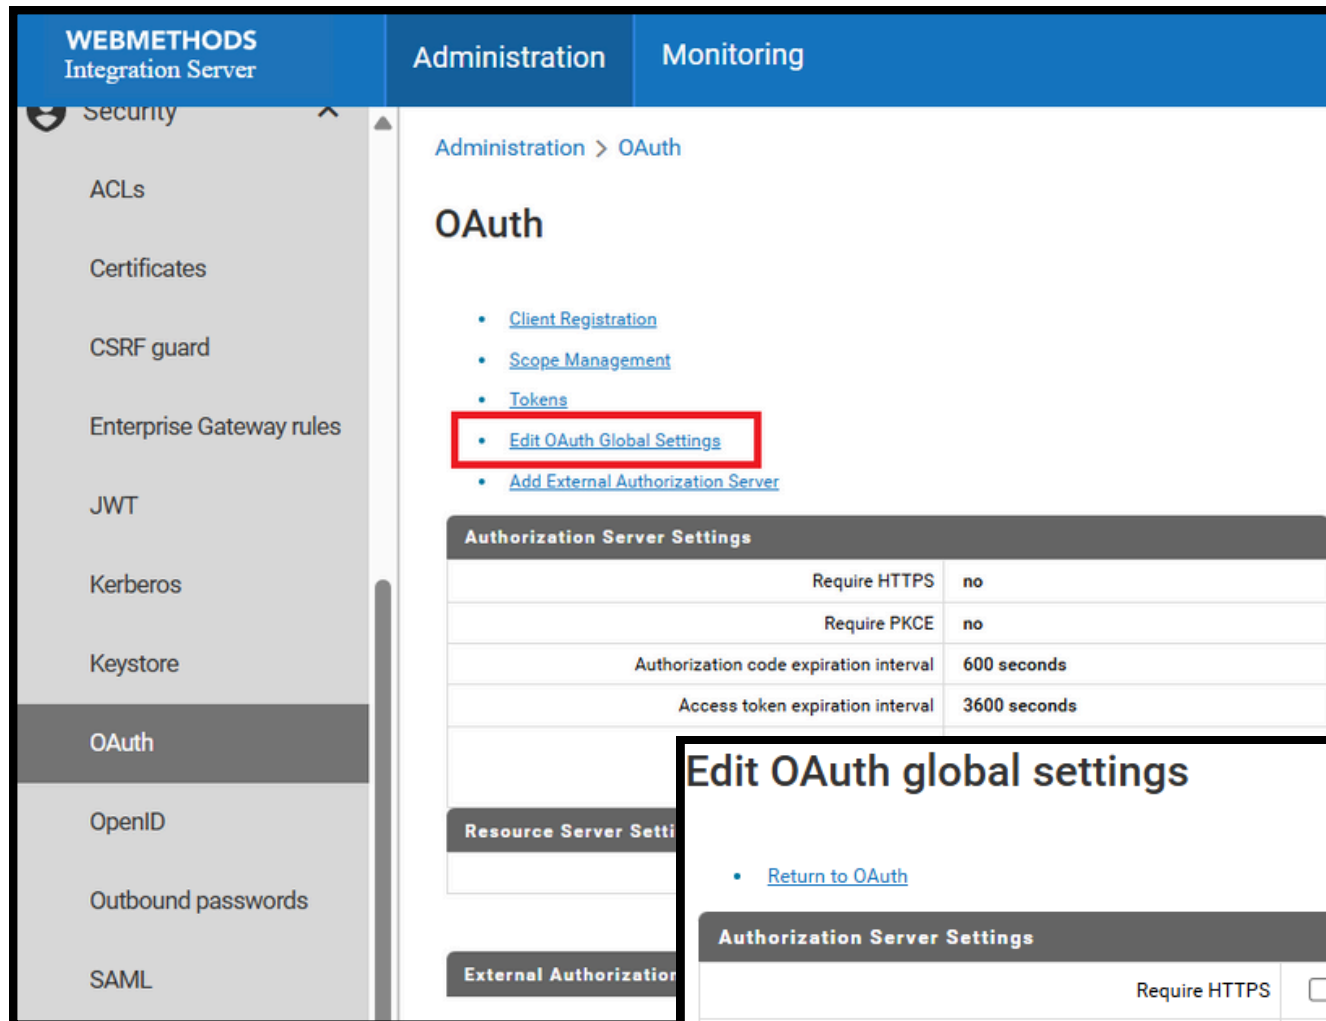 WEBMETHODS
Integration Server
Administration
Monitoring
Security
ACLs
Certificates
CSRF guard
Enterprise Gateway rules
JWT
Kerberos
Keystore
OAuth
OpenID
Outbound passwords
SAML
Administration > OAuth
OAuth
• Client Registration
• Scope Management
• Tokens
• Edit OAuth Global Settings
• Add External Authorization Server
Authorization Server Settings
Require HTTPS no
Require PKCE no
Authorization code expiration interval 600 seconds
Access token expiration interval 3600 seconds
Resource Server Setti
External Authorization
Edit OAuth global settings
• Return to OAuth
Authorization Server Settings
Require HTTPS